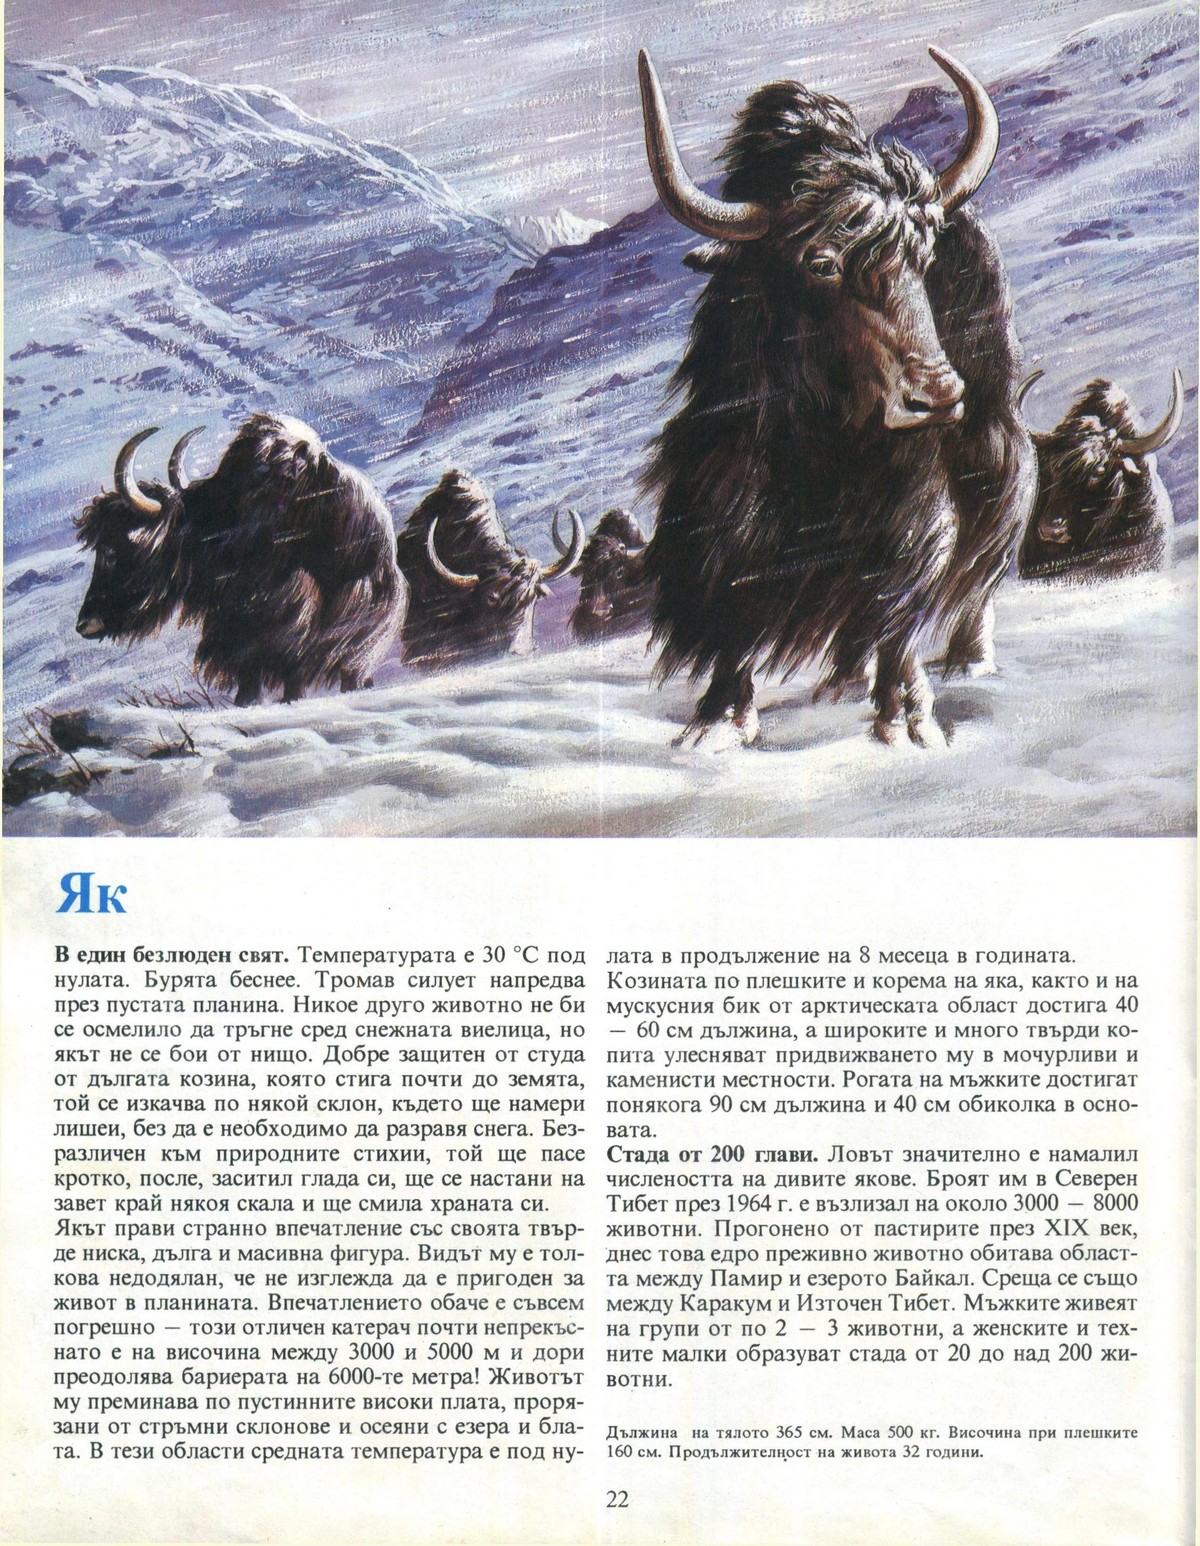 Як
В един безлюден свят. Температурата е 30 °С под
нулата. Бурята беснее. Тромав силует напредва
през пустата планина. Никое друго животно не би
се осмелило да тръгне сред снежната виелица, но
якът не се бои от нищо. Добре защитен от студа
от дългата козина, която стига почти до земята,
той се изкачва по някой склон, където ще намери
лишеи, без да е необходимо да разравя снега. Без-
различен към природните стихии, той ще пасе
кротко, после, заситил глада си, ще се настани на
завет край някоя скала и ще смила храната си.
Якът прави странно впечатление със своята твър-
де ниска, дълга и масивна фигура. Видът му е тол-
кова недодялан, че не изглежда да е пригоден за
живот в планината. Впечатлението обаче е съвсем
погрешно — този отличен катерач почти непрекъс-
нато е на височина между 3000 и 5000 м и дори
преодолява бариерата на 6000-те метра! Животът
му преминава по пустинните високи плата, проря-
зани от стръмни склонове и осеяни с езера и бла-
та. В тези области средната температура е под ну-
лата в продължение на 8 месеца в годината.
Козината по плешките и корема на яка, както и на
мускусния бик от арктическата област достига 40
— 60 см дължина, а широките и много твърди ко-
пита улесняват придвижването му в мочурливи и
каменисти местности. Рогата на мъжките достигат
понякога 90 см дължина и 40 см обиколка в осно-
вата.
Стада от 200 глави. Ловът значително е намалил
числеността на дивите якове. Броят им в Северен
Тибет през 1964 г. е възлизал на около 3000 — 8000
животни. Прогонено от пастирите през XIX век,
днес това едро преживно животно обитава област-
та между Памир и езерото Байкал. Среща се също
между Каракум и Източен Тибет. Мъжките живеят
на групи от по 2 — 3 животни, а женските и тех-
ните малки образуват стада от 20 до над 200 жи-
вотни.
Дължина на тялото 365 см. Маса 500 кг. Височина при плешките
160 см. Продължителност на живота 32 години.
22